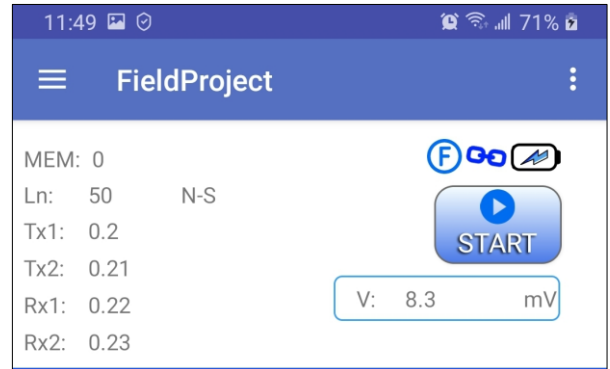 11:49 71%
FieldProject
MEM: 0
F
Ln: 50 N-S
START
Tx1: 0.2
Tx2: 0.21
V: 8.3 mV
Rx1: 0.22
Rx2: 0.23